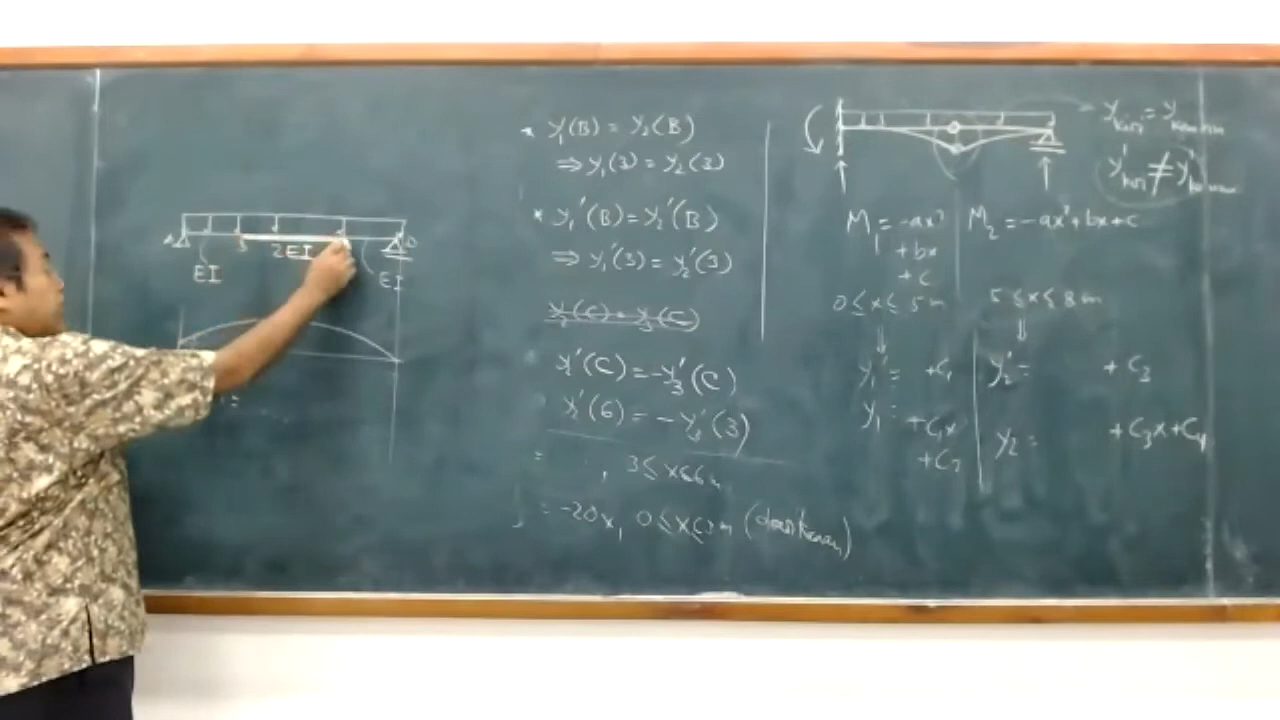 A
B
2EI
D
EI
EI
* y₁(B) = y₂(B)
⇒ y₁(3) = y₂(3)
* y₁'(B) = y₂'(B)
⇒ y₁'(3) = y₂'(3)
y₂(C) = y₃(C)
y'(C) = -y₃'(C)
y'(6) = -y₃'(3)
= , 3 ≤ x ≤ 6 m
= -20x, 0 ≤ x ≤ 3 m (dari kanan)
y kiri = y kanan
y' kiri ≠ y' kanan
M₁ = -ax²
+ bx
+ c
0 ≤ x ≤ 5 m
⇓
y₁' = + C₁
y₁ = + C₁x
+ C₂
M₂ = -ax² + bx + c
5 ≤ x ≤ 8 m
⇓
y₂' = + C₃
y₂ = + C₃x + C₄